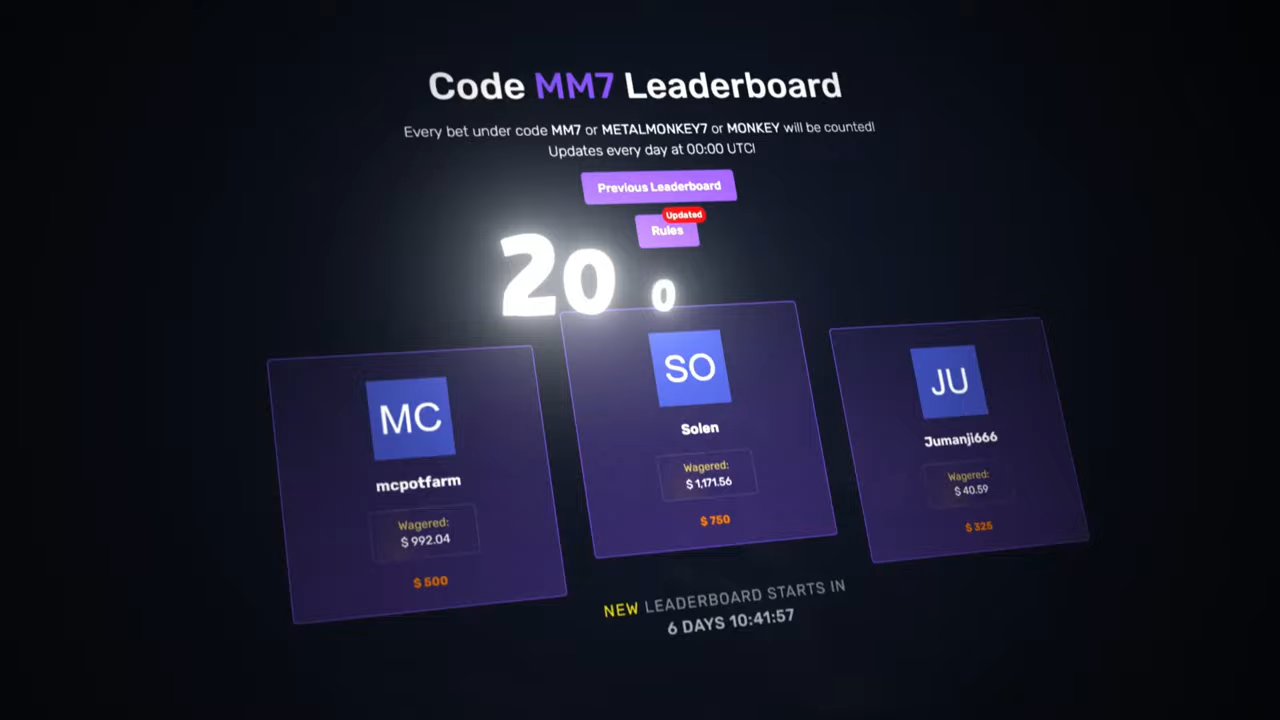 Code MM7 Leaderboard
Every bet under code MM7 or METALMONKEY7 or MONKEY will be counted!
Updates every day at 00:00 UTC!
Previous Leaderboard
Updated
Rules
20 0
MC
mcpotfarm
Wagered:
$ 992.04
$ 500
SO
Solen
Wagered:
$ 1,171.56
$ 750
JU
Jumanji666
Wagered:
$ 40.59
$ 325
NEW LEADERBOARD STARTS IN
6 DAYS 10:41:57